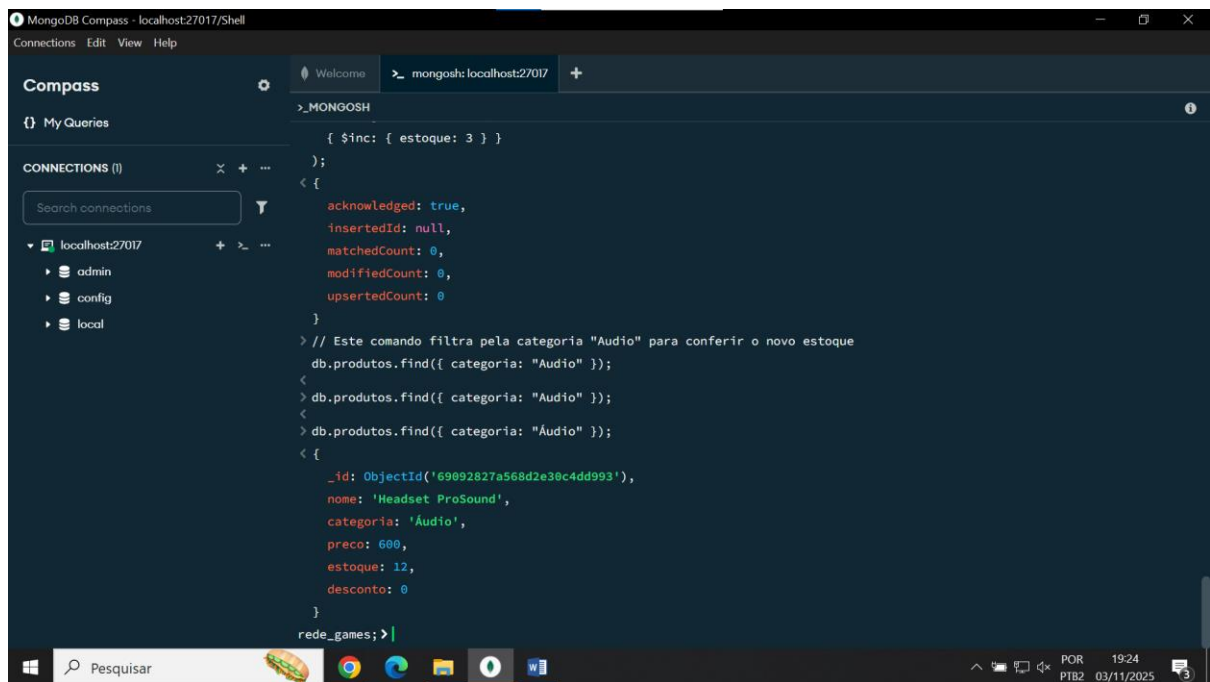 MongoDB Compass - localhost:27017/Shell
Connections Edit View Help
Compass
{} My Queries
CONNECTIONS (1)
Search connections
localhost:27017
admin
config
local
Welcome
>_ mongosh: localhost:27017
>_MONGOSH
{ $inc: { estoque: 3 } }
);
< {
acknowledged: true,
insertedId: null,
matchedCount: 0,
modifiedCount: 0,
upsertedCount: 0
}
> // Este comando filtra pela categoria "Audio" para conferir o novo estoque
db.produtos.find({ categoria: "Audio" });
<
> db.produtos.find({ categoria: "Audio" });
<
> db.produtos.find({ categoria: "Áudio" });
< {
_id: ObjectId('69092827a568d2e30c4dd993'),
nome: 'Headset ProSound',
categoria: 'Áudio',
preco: 600,
estoque: 12,
desconto: 0
}
rede_games;>
Pesquisar
POR
PTB2
19:24
03/11/2025
3